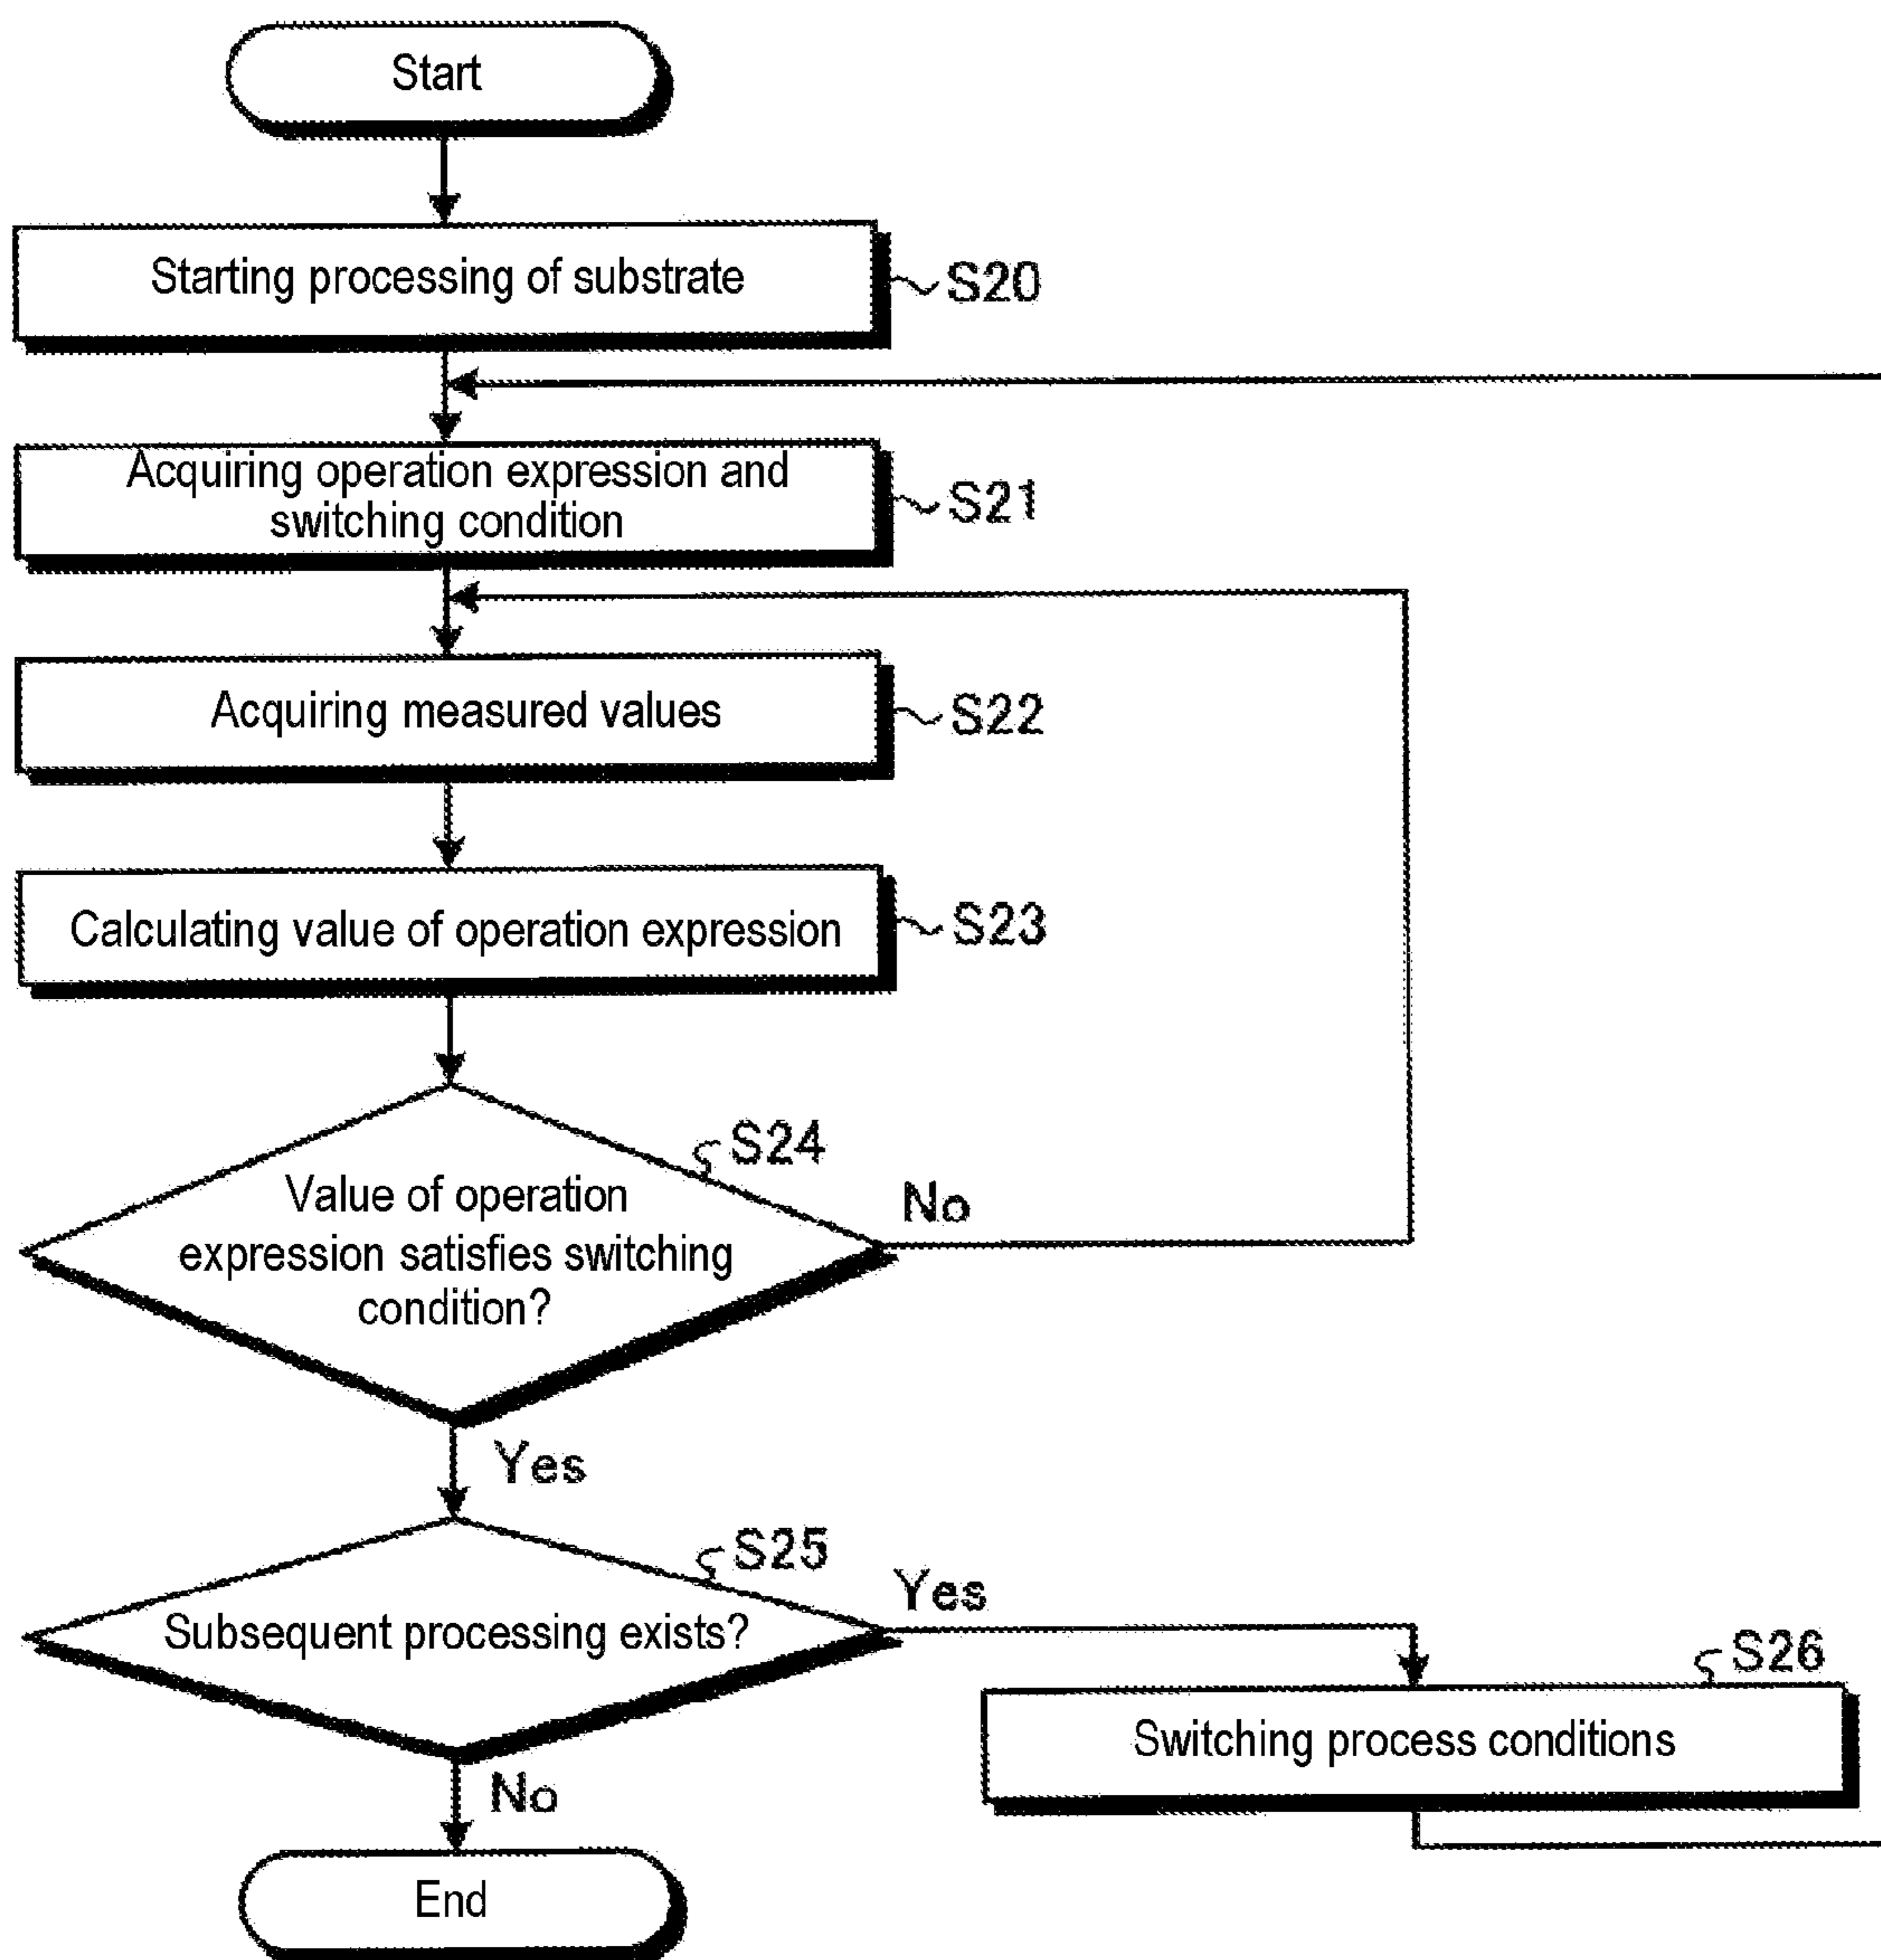 Start
Starting processing of substrate
S20
Acquiring operation expression and
switching condition
S21
Acquiring measured values
S22
Calculating value of operation expression
S23
S24
Value of operation
expression satisfies switching
condition?
No
Yes
S25
Subsequent processing exists?
Yes
S26
Switching process conditions
No
End